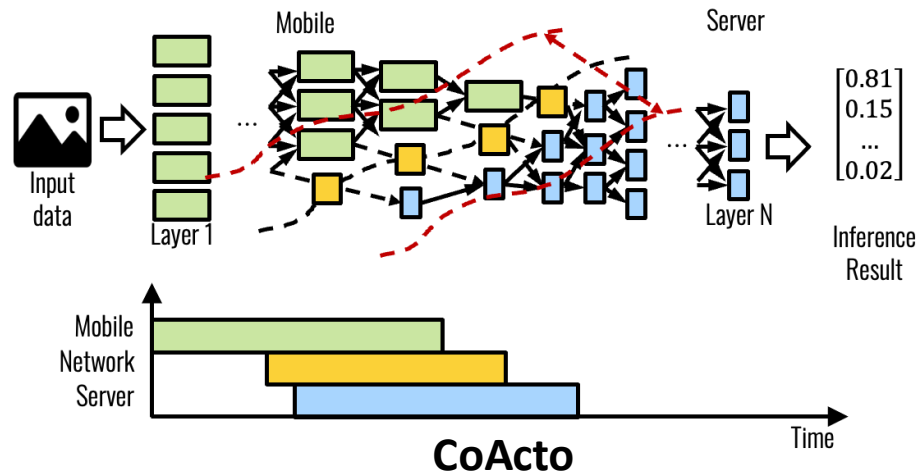 Mobile
Server
Input
data
Layer 1
...
...
Layer N
0.81
0.15
...
0.02
Inference
Result
Mobile
Network
Server
Time
CoActo